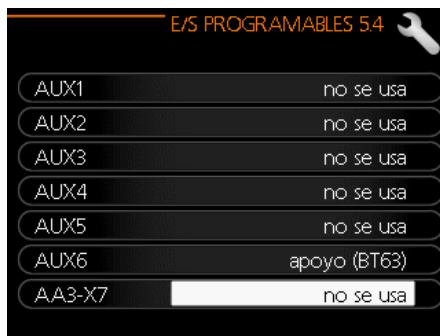 E/S PROGRAMABLES 5.4
AUX1 no se usa
AUX2 no se usa
AUX3 no se usa
AUX4 no se usa
AUX5 no se usa
AUX6 apoyo (BT63)
AA3-X7 no se usa